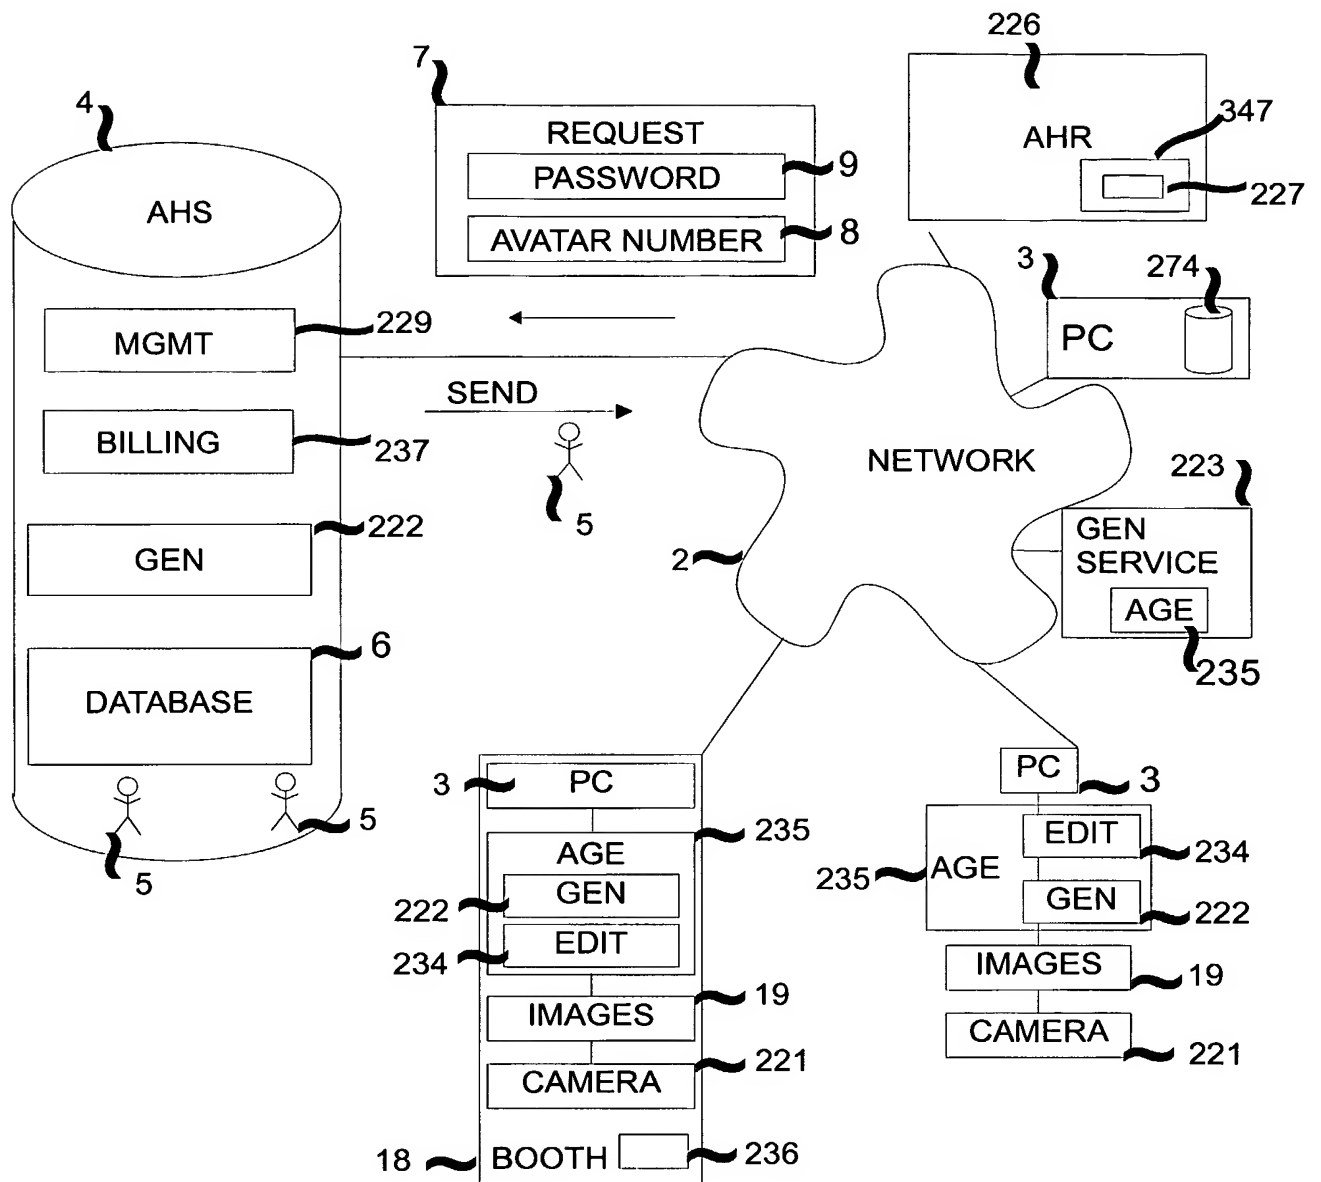 226
7
4
347
REQUEST
AHR
PASSWORD
9
227
AHS
AVATAR NUMBER
8
3
274
229
MGMT
PC
SEND
BILLING
237
NETWORK
223
5
222
GEN SERVICE
GEN
2
AGE
6
235
DATABASE
3
PC
PC
3
5
235
5
AGE
EDIT
234
GEN
222
235
AGE
GEN
222
EDIT
234
IMAGES
19
IMAGES
19
CAMERA
221
CAMERA
221
18
BOOTH
236